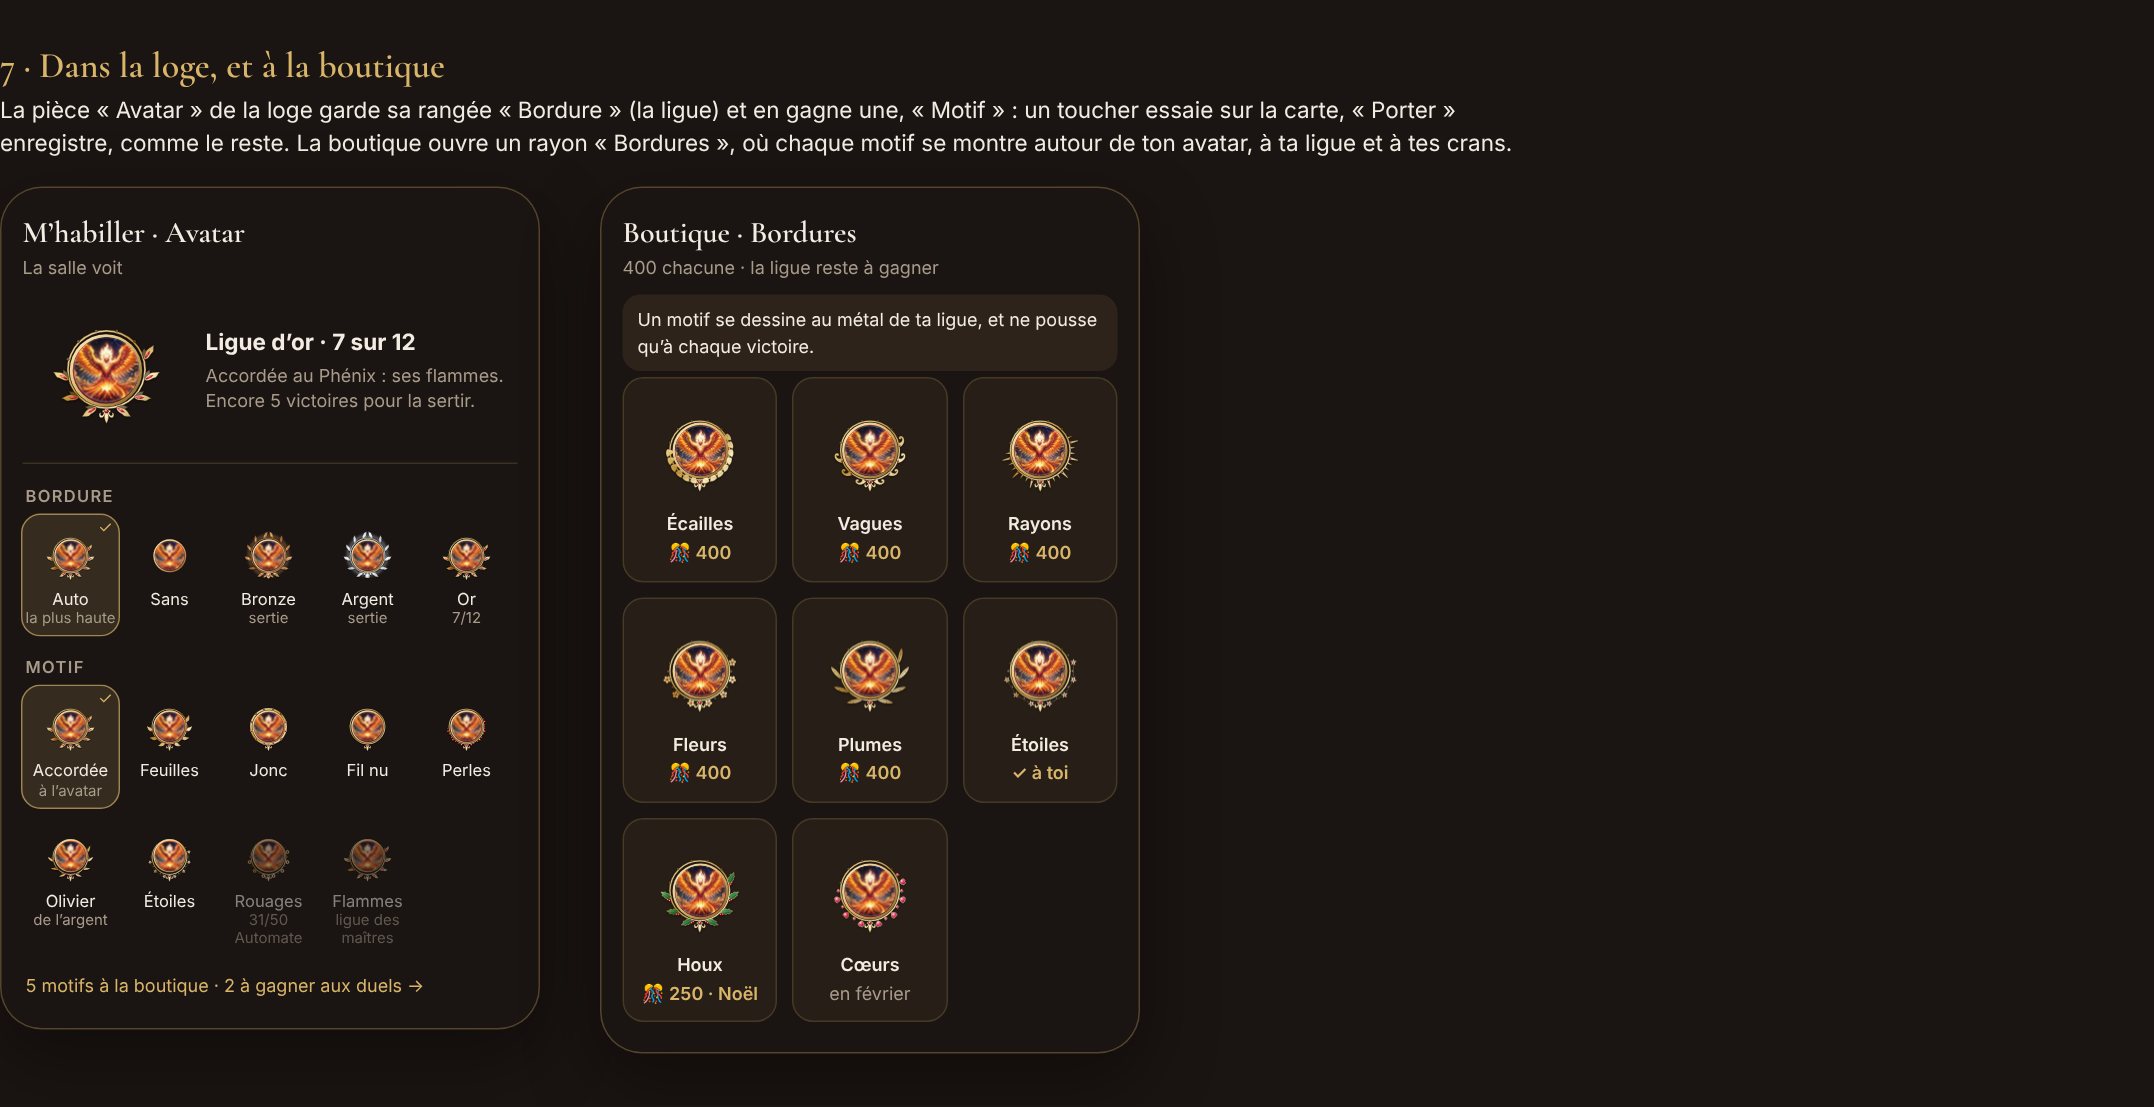 7 · Dans la loge, et à la boutique
La pièce « Avatar » de la loge garde sa rangée « Bordure » (la ligue) et en gagne une, « Motif » : un toucher essaie sur la carte, « Porter »
enregistre, comme le reste. La boutique ouvre un rayon « Bordures », où chaque motif se montre autour de ton avatar, à ta ligue et à tes crans.
M’habiller · Avatar
La salle voit
Ligue d’or · 7 sur 12
Accordée au Phénix : ses flammes.
Encore 5 victoires pour la sertir.
BORDURE
Auto
la plus haute
Sans
Bronze
sertie
Argent
sertie
Or
7/12
MOTIF
Accordée
à l’avatar
Feuilles
Jonc
Fil nu
Perles
Olivier
de l’argent
Étoiles
Rouages
31/50
Automate
Flammes
ligue des
maîtres
5 motifs à la boutique · 2 à gagner aux duels →
Boutique · Bordures
400 chacune · la ligue reste à gagner
Un motif se dessine au métal de ta ligue, et ne pousse
qu’à chaque victoire.
Écailles
400
Vagues
400
Rayons
400
Fleurs
400
Plumes
400
Étoiles
✓ à toi
Houx
250 · Noël
Cœurs
en février